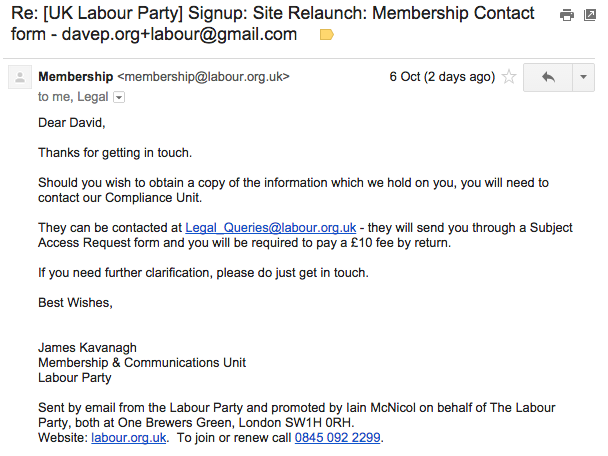 Re: [UK Labour Party] Signup: Site Relaunch: Membership Contact
form - davep.org+labour@gmail.com
Membership <membership@labour.org.uk> 6 Oct (2 days ago)
to me, Legal
Dear David,
Thanks for getting in touch.
Should you wish to obtain a copy of the information which we hold on you, you will need to
contact our Compliance Unit.
They can be contacted at Legal_Queries@labour.org.uk - they will send you through a Subject
Access Request form and you will be required to pay a £10 fee by return.
If you need further clarification, please do just get in touch.
Best Wishes,
James Kavanagh
Membership & Communications Unit
Labour Party
Sent by email from the Labour Party and promoted by Iain McNicol on behalf of The Labour
Party, both at One Brewers Green, London SW1H 0RH.
Website: labour.org.uk. To join or renew call 0845 092 2299.